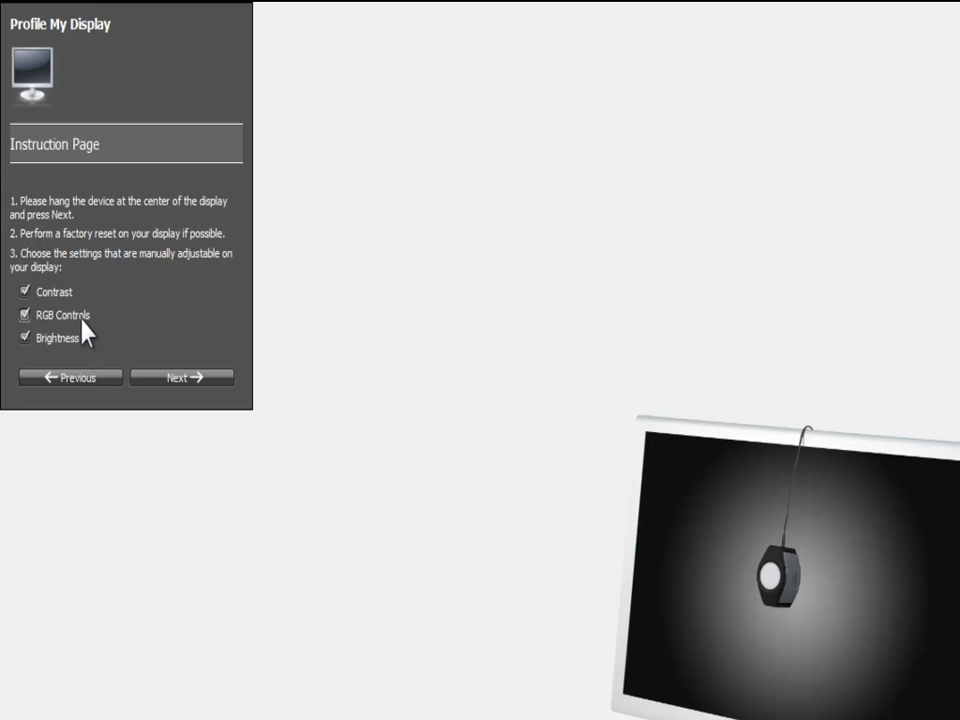 Profile My Display
Instruction Page
1. Please hang the device at the center of the display
and press Next.
2. Perform a factory reset on your display if possible.
3. Choose the settings that are manually adjustable on
your display:
Contrast
RGB Controls
Brightness
Previous
Next